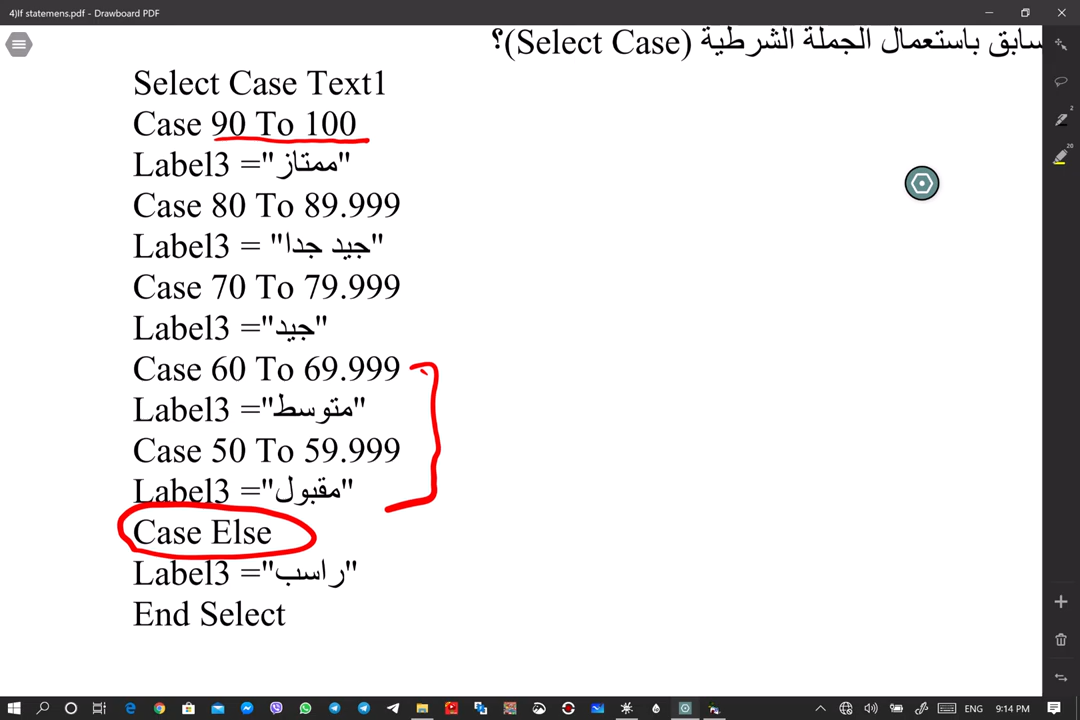 4)If statemens.pdf - Drawboard PDF
سابق باستعمال الجملة الشرطية (Select Case)؟
Select Case Text1
Case 90 To 100
Label3 ="ممتاز"
Case 80 To 89.999
Label3 = "جيد جدا"
Case 70 To 79.999
Label3 ="جيد"
Case 60 To 69.999
Label3 ="متوسط"
Case 50 To 59.999
Label3 ="مقبول"
Case Else
Label3 ="راسب"
End Select
2
20
ENG
9:14 PM